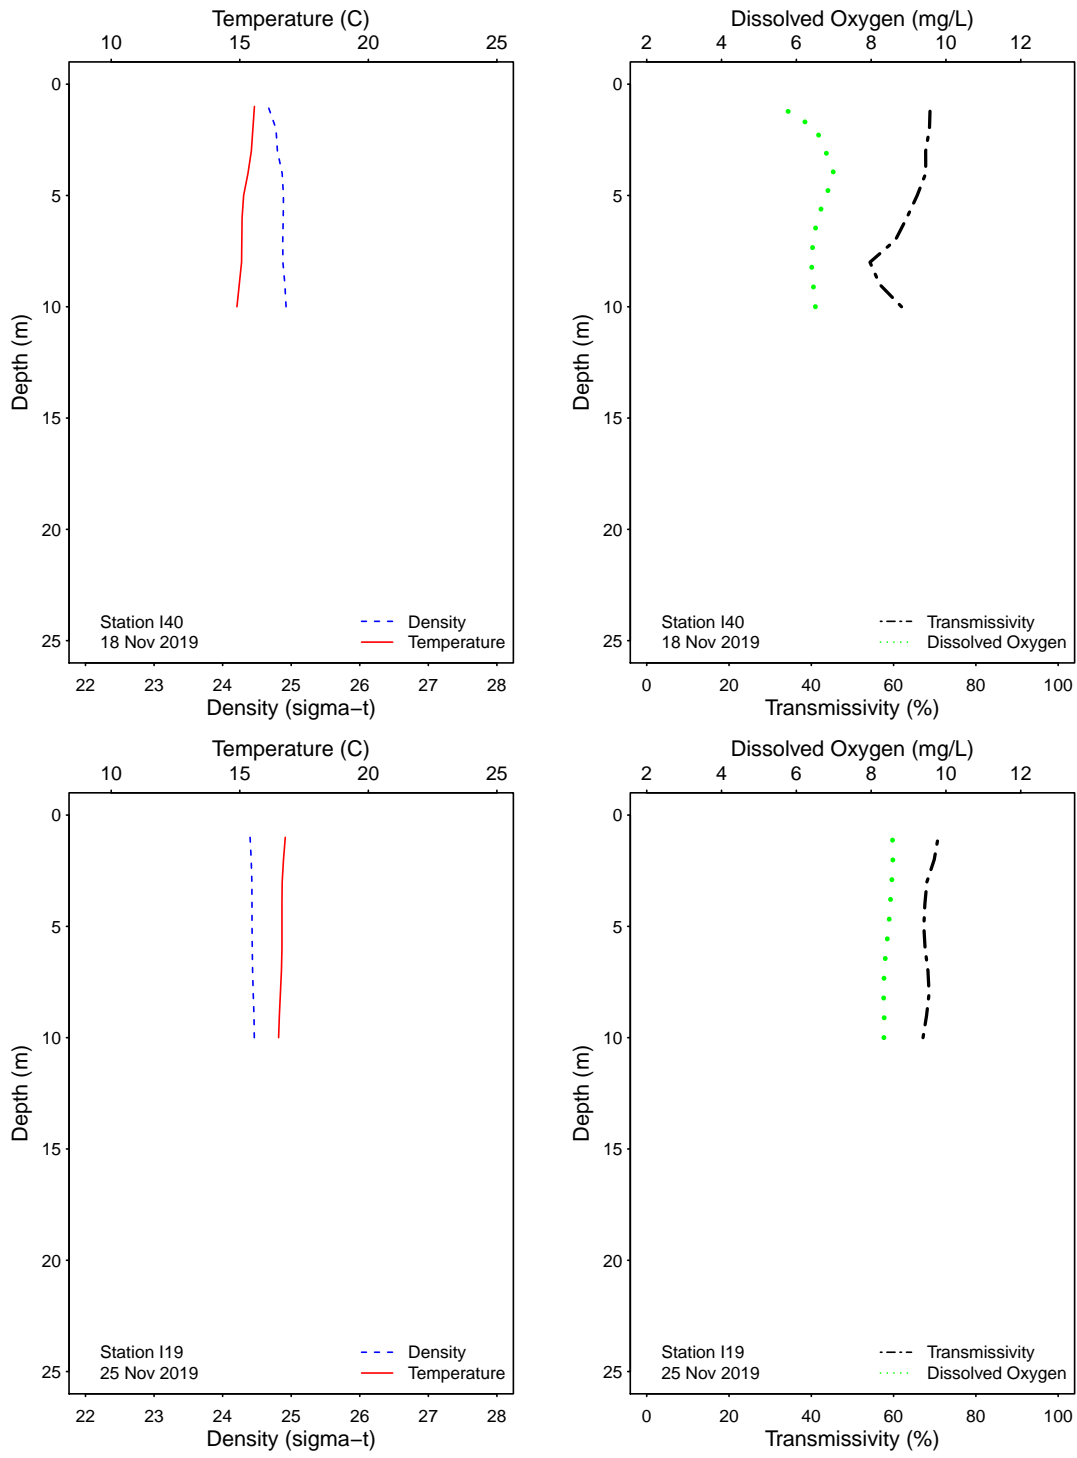 Temperature (C)
10 15 20 25
0
5
10
15
20
25
Depth (m)
Station I40
18 Nov 2019
Density
Temperature
22 23 24 25 26 27 28
Density (sigma−t)
Dissolved Oxygen (mg/L)
2 4 6 8 10 12
0
5
10
15
20
25
Depth (m)
Station I40
18 Nov 2019
Transmissivity
Dissolved Oxygen
0 20 40 60 80 100
Transmissivity (%)
Temperature (C)
10 15 20 25
0
5
10
15
20
25
Depth (m)
Station I19
25 Nov 2019
Density
Temperature
22 23 24 25 26 27 28
Density (sigma−t)
Dissolved Oxygen (mg/L)
2 4 6 8 10 12
0
5
10
15
20
25
Depth (m)
Station I19
25 Nov 2019
Transmissivity
Dissolved Oxygen
0 20 40 60 80 100
Transmissivity (%)